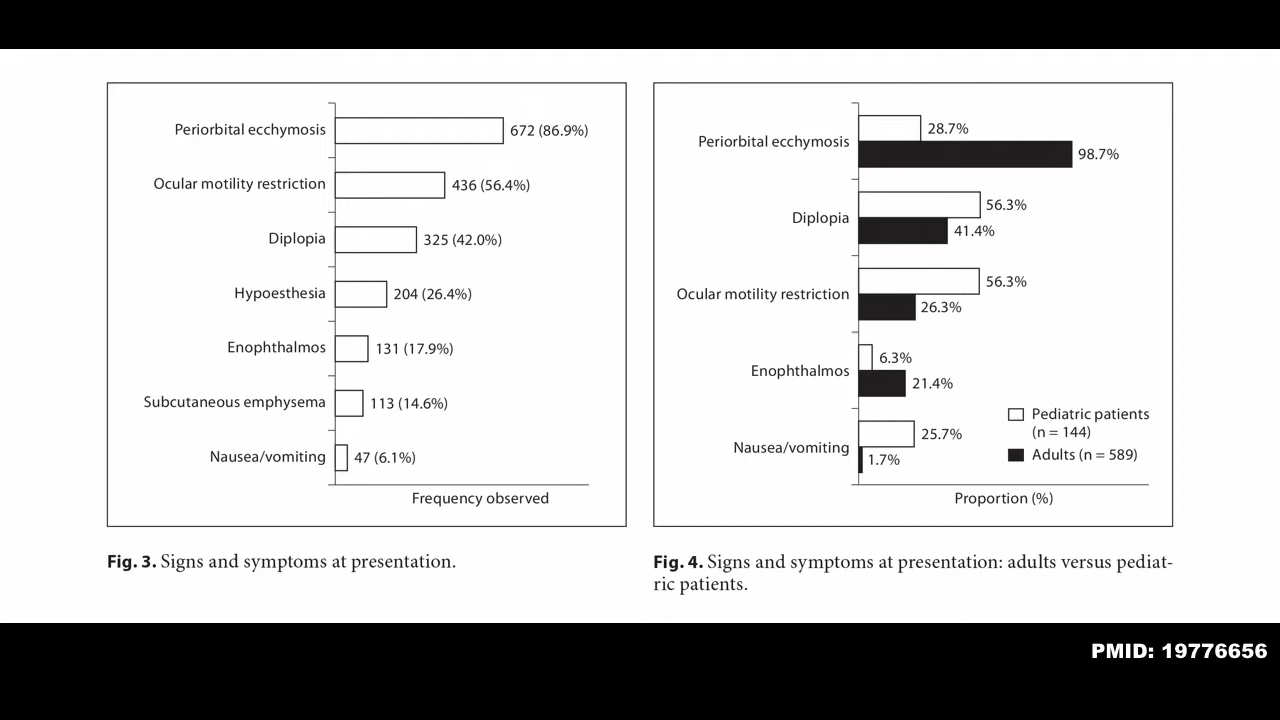 Periorbital ecchymosis 672 (86.9%)
Ocular motility restriction 436 (56.4%)
Diplopia 325 (42.0%)
Hypoesthesia 204 (26.4%)
Enophthalmos 131 (17.9%)
Subcutaneous emphysema 113 (14.6%)
Nausea/vomiting 47 (6.1%)
Frequency observed
Fig. 3. Signs and symptoms at presentation.
28.7%
Periorbital ecchymosis
98.7%
56.3%
Diplopia
41.4%
56.3%
Ocular motility restriction
26.3%
6.3%
Enophthalmos
21.4%
Pediatric patients
(n = 144)
Adults (n = 589)
25.7%
Nausea/vomiting
1.7%
Proportion (%)
Fig. 4. Signs and symptoms at presentation: adults versus pediat-
ric patients.
PMID: 19776656